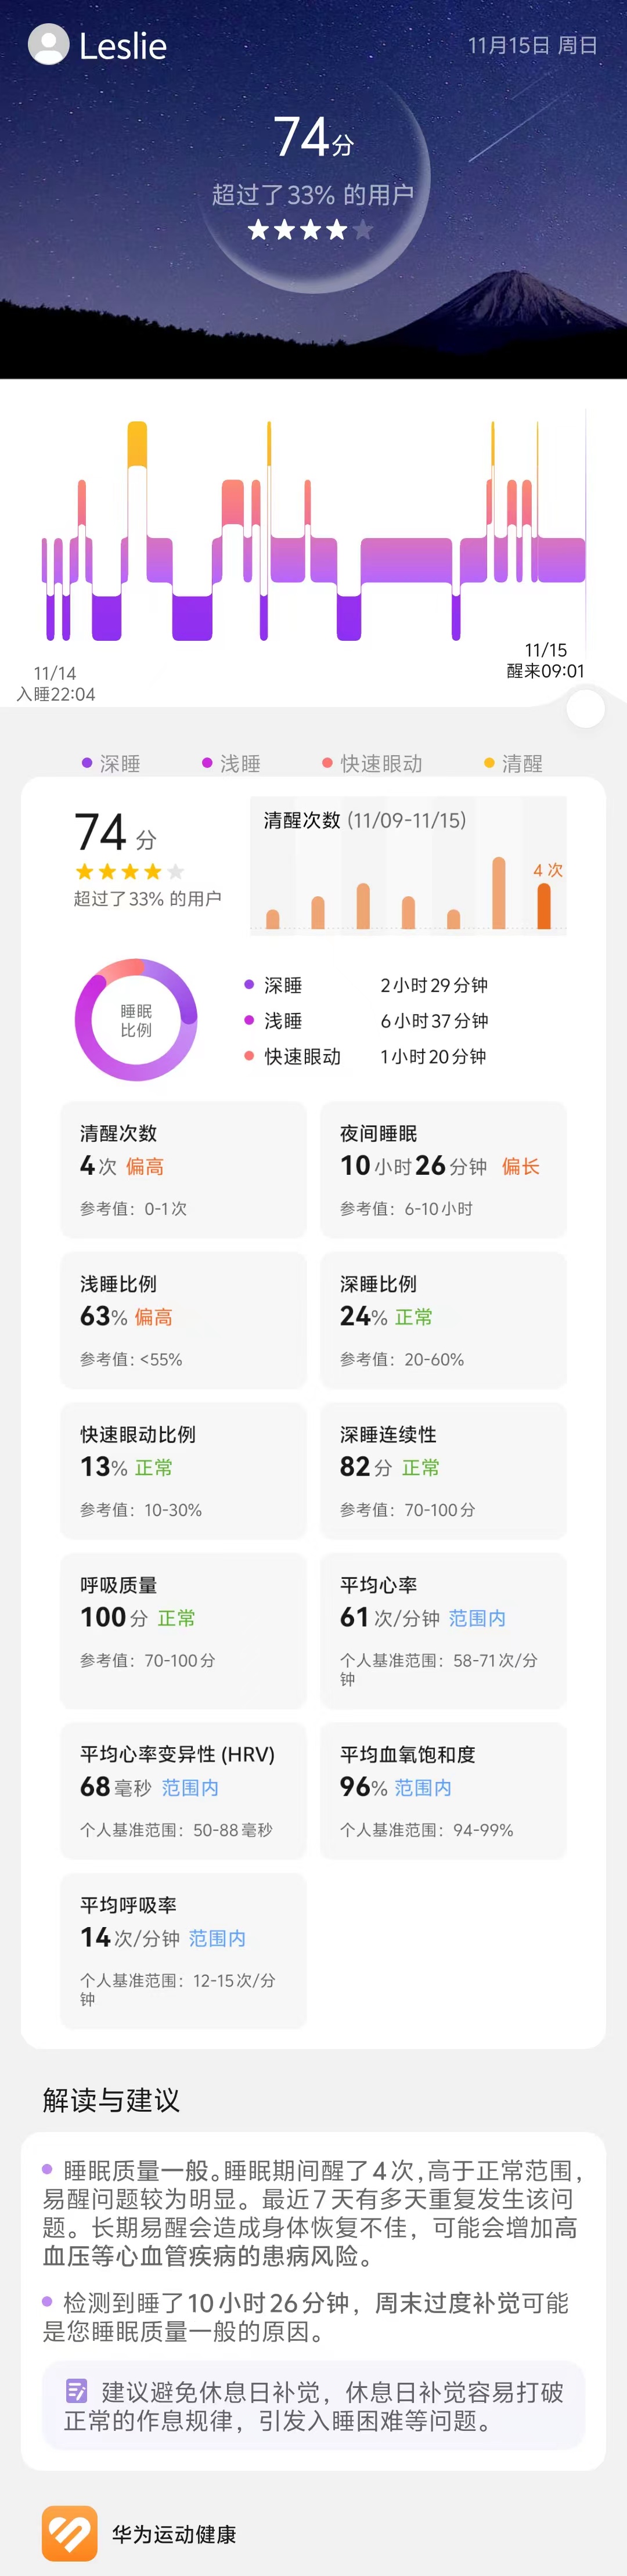 Leslie
11月15日 周日
74分
超过了33% 的用户
11/14
入睡22:04
11/15
醒来09:01
深睡
浅睡
快速眼动
清醒
74 分
超过了33% 的用户
清醒次数 (11/09-11/15)
4 次
睡眠
比例
深睡 2小时29分钟
浅睡 6小时37分钟
快速眼动 1小时20分钟
清醒次数
4次 偏高
参考值：0-1次
夜间睡眠
10小时26分钟 偏长
参考值：6-10小时
浅睡比例
63% 偏高
参考值：<55%
深睡比例
24% 正常
参考值：20-60%
快速眼动比例
13% 正常
参考值：10-30%
深睡连续性
82分 正常
参考值：70-100分
呼吸质量
100分 正常
参考值：70-100分
平均心率
61次/分钟 范围内
个人基准范围：58-71次/分
钟
平均心率变异性 (HRV)
68毫秒 范围内
个人基准范围：50-88毫秒
平均血氧饱和度
96% 范围内
个人基准范围：94-99%
平均呼吸率
14次/分钟 范围内
个人基准范围：12-15次/分
钟
解读与建议
睡眠质量一般。睡眠期间醒了4次，高于正常范围，
易醒问题较为明显。最近7天有多天重复发生该问
题。长期易醒会造成身体恢复不佳，可能会增加高
血压等心血管疾病的患病风险。
检测到睡了10小时26分钟，周末过度补觉可能
是您睡眠质量一般的原因。
建议避免休息日补觉，休息日补觉容易打破
正常的作息规律，引发入睡困难等问题。
华为运动健康